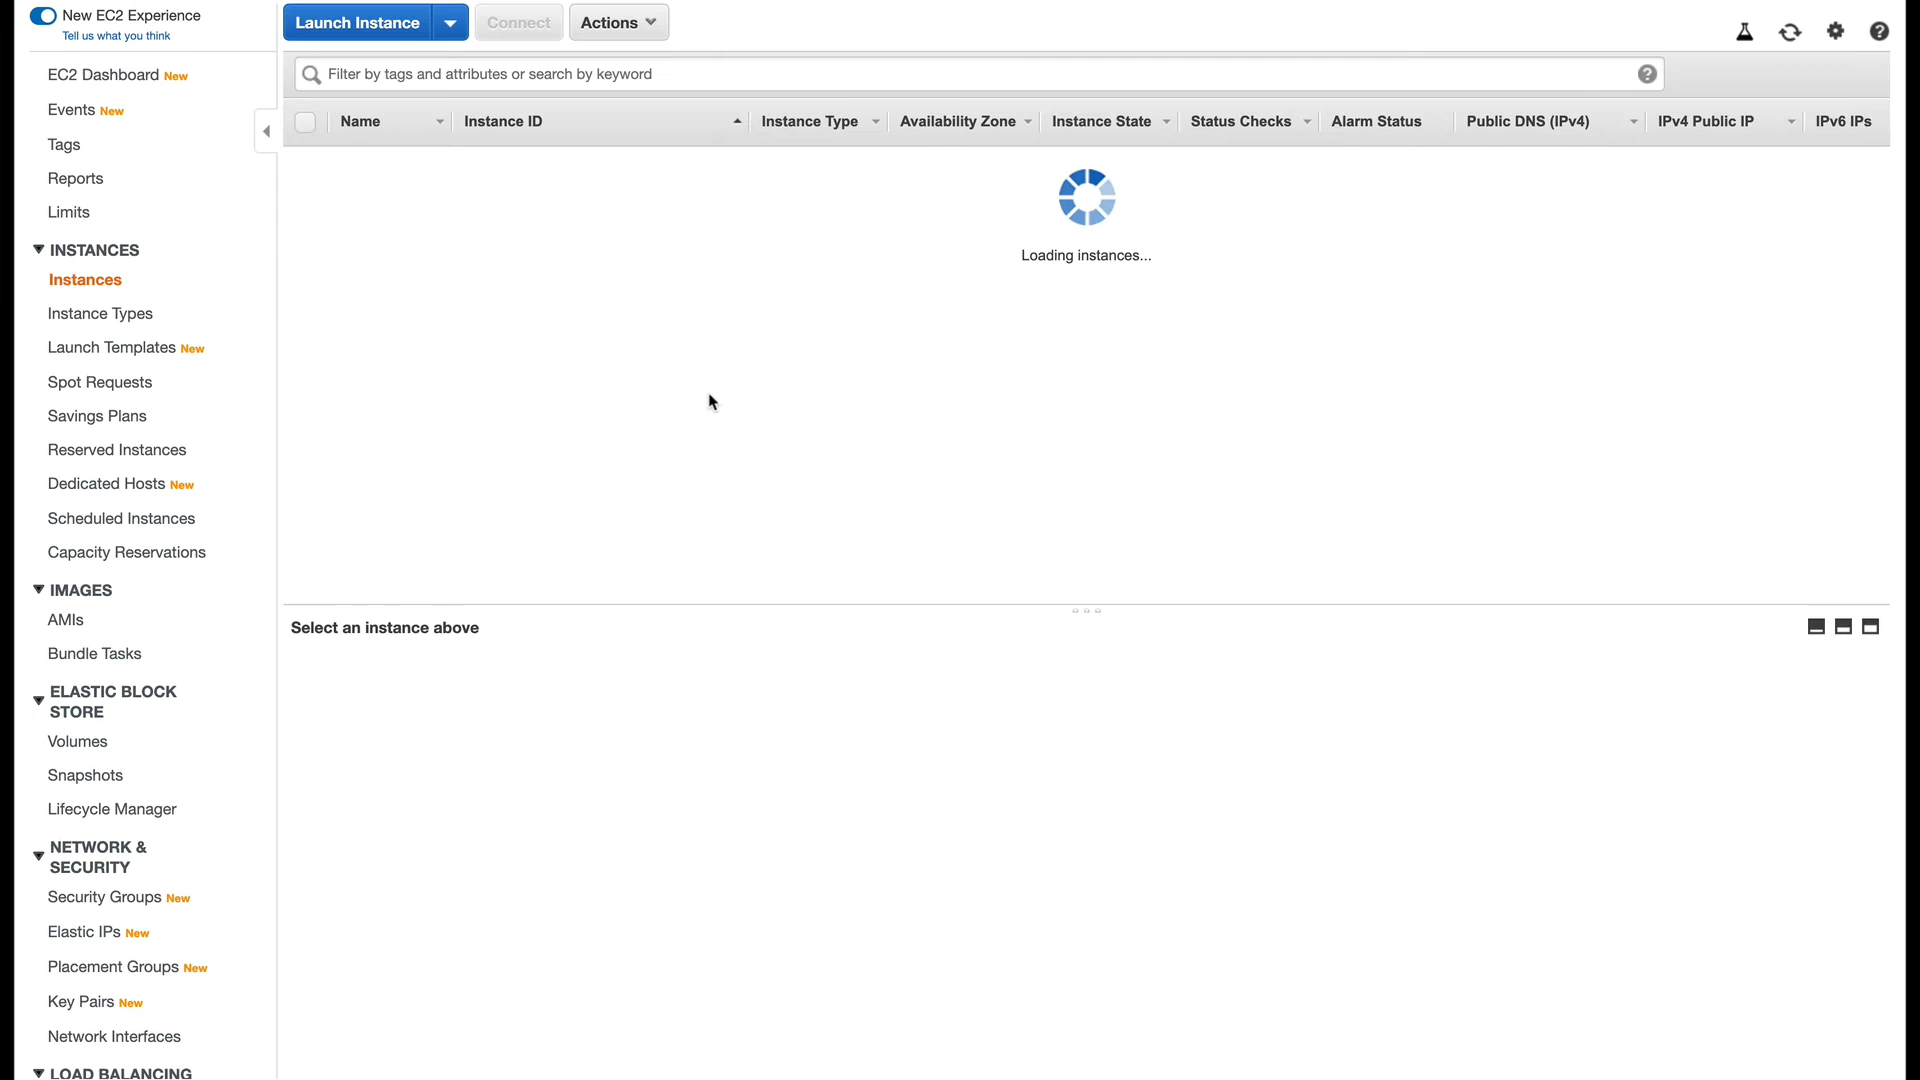 New EC2 Experience
Tell us what you think
EC2 Dashboard New
Events New
Tags
Reports
Limits
INSTANCES
Instances
Instance Types
Launch Templates New
Spot Requests
Savings Plans
Reserved Instances
Dedicated Hosts New
Scheduled Instances
Capacity Reservations
IMAGES
AMIs
Bundle Tasks
ELASTIC BLOCK
STORE
Volumes
Snapshots
Lifecycle Manager
NETWORK &
SECURITY
Security Groups New
Elastic IPs New
Placement Groups New
Key Pairs New
Network Interfaces
LOAD BALANCING
Launch Instance Connect Actions
Filter by tags and attributes or search by keyword
Name Instance ID Instance Type Availability Zone Instance State Status Checks Alarm Status Public DNS (IPv4) IPv4 Public IP IPv6 IPs
Loading instances...
Select an instance above